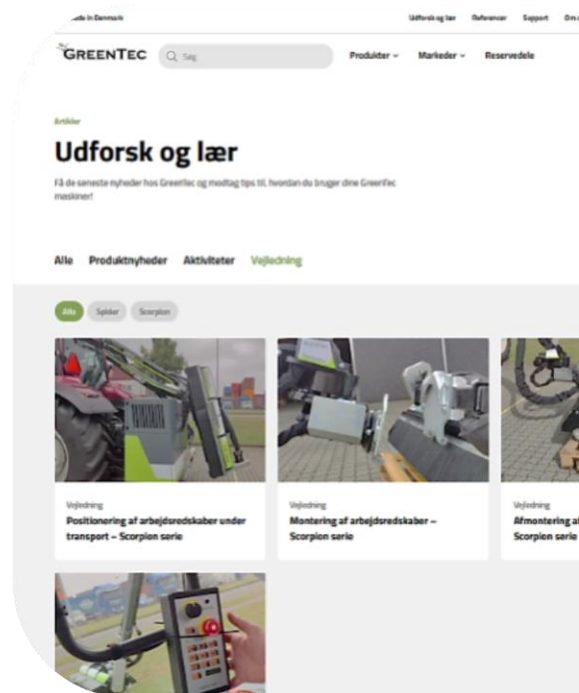 Made in Denmark
Udforsk og lær Referencer Support Om
GREENTEC Søg Produkter Markeder Reservedele
Artikler
Udforsk og lær
Få de seneste nyheder hos GreenTec og modtag tips til, hvordan du bruger dine GreenTec
maskiner!
Alle Produktnyheder Aktiviteter Vejledning
Alle Spider Scorpion
Vejledning
Positionering af arbejdsredskaber under
transport – Scorpion serie
Vejledning
Montering af arbejdsredskaber –
Scorpion serie
Vejledning
Afmontering af
Scorpion serie